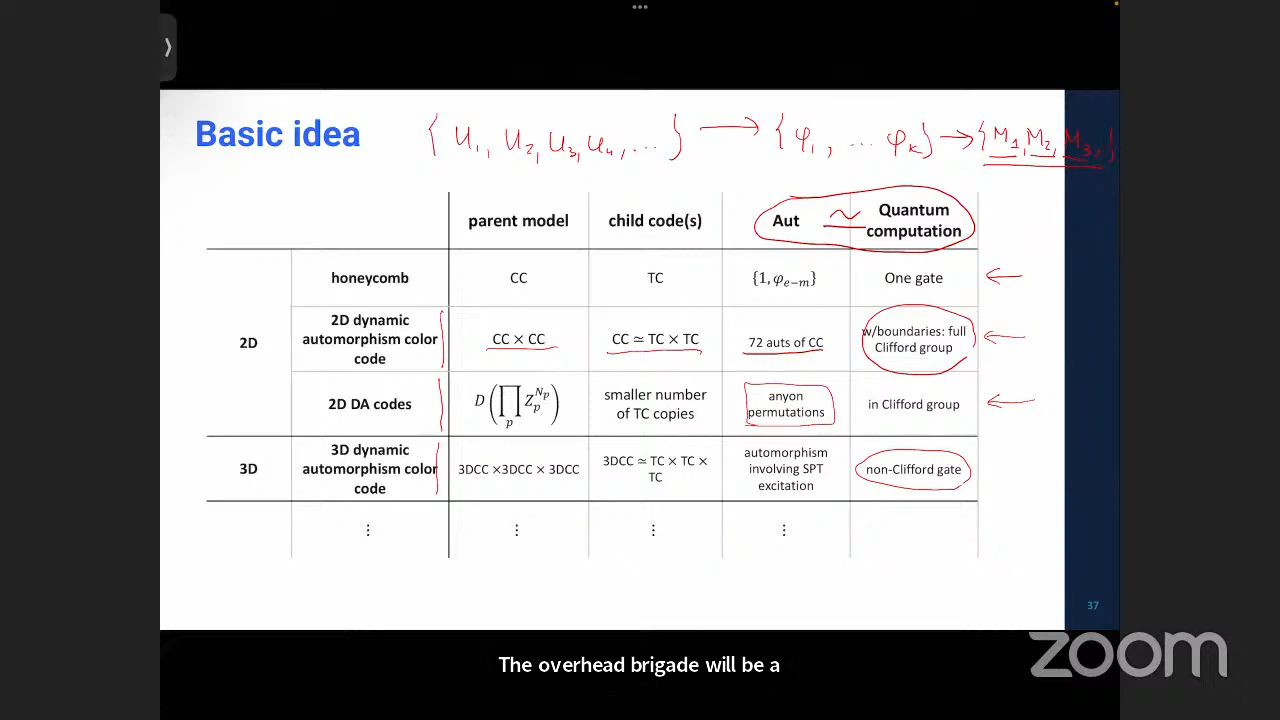 Basic idea
{ U₁, U₂, U₃, U₄, ... } → { φ₁, ... φₖ } → { M₁, M₂, M₃, }
parent model child code(s) Aut ≃ Quantum computation
2D
honeycomb CC TC {1, φₑ₋ₘ} One gate
2D dynamic automorphism color code CC × CC CC ≃ TC × TC 72 auts of CC w/boundaries: full Clifford group
2D DA codes D(∏ₚ Zₚ^Nₚ) smaller number of TC copies anyon permutations in Clifford group
3D
3D dynamic automorphism color code 3DCC ×3DCC × 3DCC 3DCC ≃ TC × TC × TC automorphism involving SPT excitation non-Clifford gate
⋮ ⋮ ⋮ ⋮
37
The overhead brigade will be a
zoom